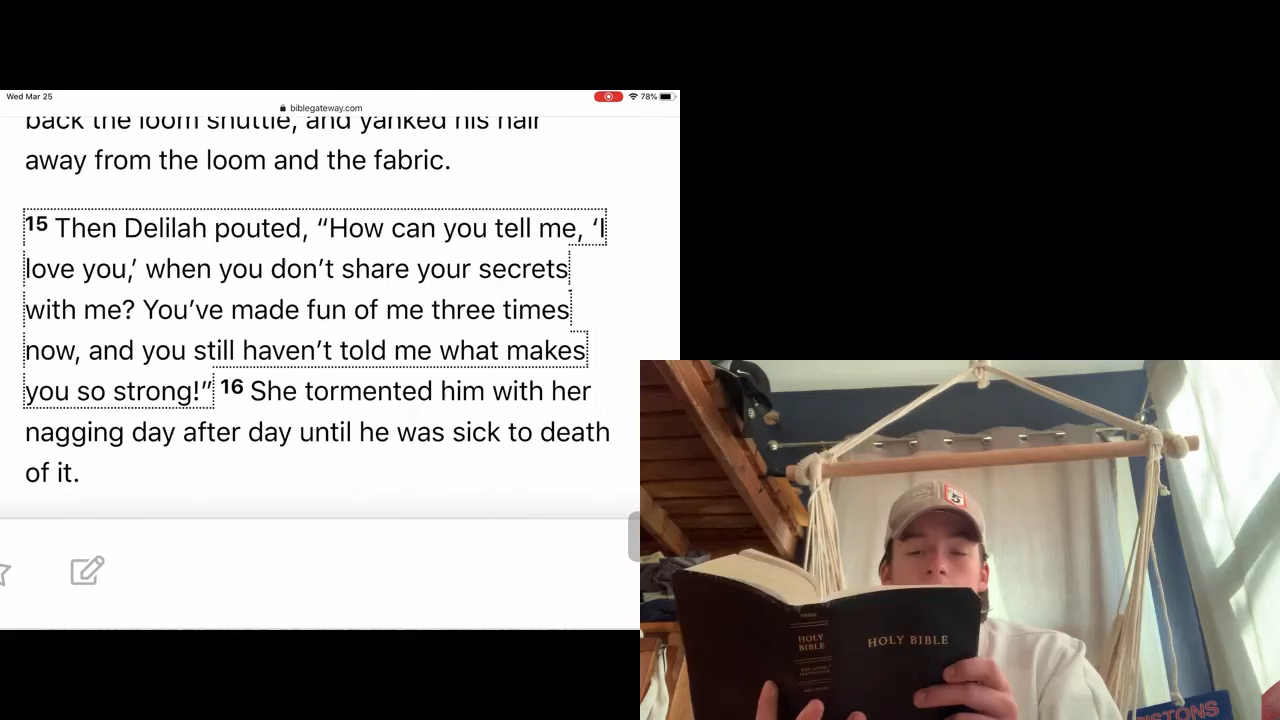 Wed Mar 25
78%
biblegateway.com
back the loom shuttle, and yanked his hair
away from the loom and the fabric.
15 Then Delilah pouted, “How can you tell me, ‘I
love you,’ when you don’t share your secrets
with me? You’ve made fun of me three times
now, and you still haven’t told me what makes
you so strong!” 16 She tormented him with her
nagging day after day until he was sick to death
of it.
5
HOLY
BIBLE
HOLY BIBLE